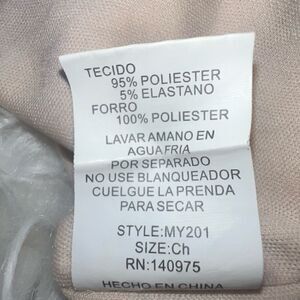 TECIDO
95% POLIESTER
5% ELASTANO
FORRO
100% POLIESTER
LAVAR AMANO EN
AGUA FRIA
POR SEPARADO
NO USE BLANQUEADOR
CUELGUE LA PRENDA
PARA SECAR
STYLE:MY201
SIZE:Ch
RN:140975
HECHO EN CHINA